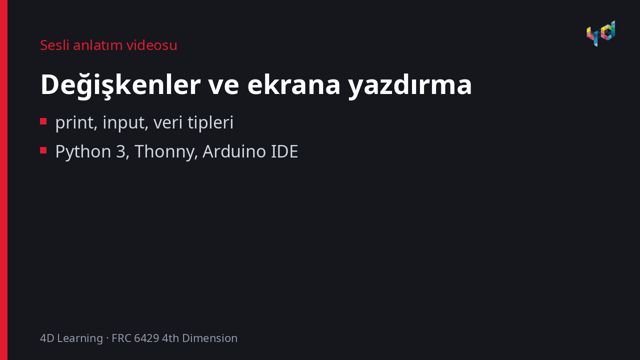 Sesli anlatım videosu
4d
Değişkenler ve ekrana yazdırma
print, input, veri tipleri
Python 3, Thonny, Arduino IDE
4D Learning · FRC 6429 4th Dimension